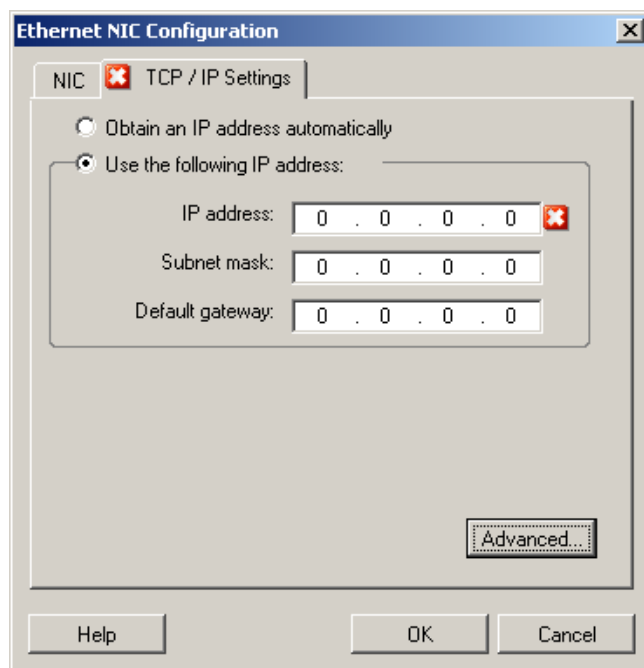 Ethernet NIC Configuration
NIC
TCP / IP Settings
Obtain an IP address automatically
Use the following IP address:
IP address: 0 . 0 . 0 . 0
Subnet mask: 0 . 0 . 0 . 0
Default gateway: 0 . 0 . 0 . 0
Advanced...
Help OK Cancel